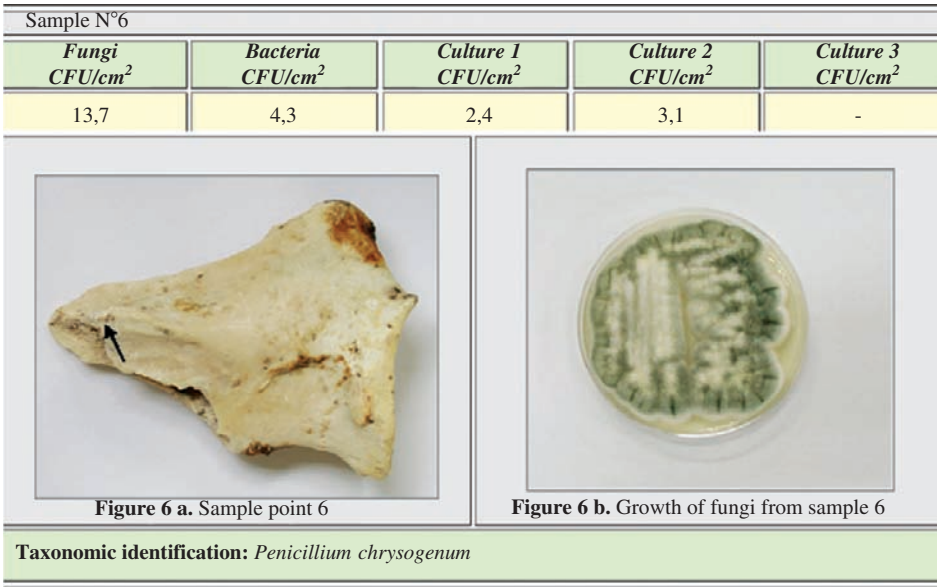 Sample N°6
Fungi CFU/cm² Bacteria CFU/cm² Culture 1 CFU/cm² Culture 2 CFU/cm² Culture 3 CFU/cm²
13,7 4,3 2,4 3,1 -
Figure 6 a. Sample point 6
Figure 6 b. Growth of fungi from sample 6
Taxonomic identification: Penicillium chrysogenum